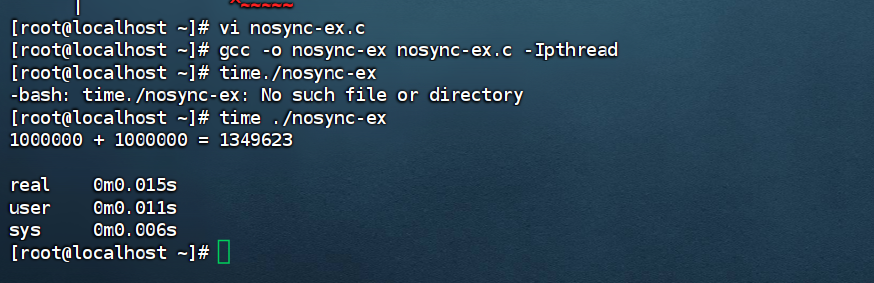 [root@localhost ~]# vi nosync-ex.c
[root@localhost ~]# gcc -o nosync-ex nosync-ex.c -Ipthread
[root@localhost ~]# time./nosync-ex
-bash: time./nosync-ex: No such file or directory
[root@localhost ~]# time ./nosync-ex
1000000 + 1000000 = 1349623
real    0m0.015s
user    0m0.011s
sys     0m0.006s
[root@localhost ~]#